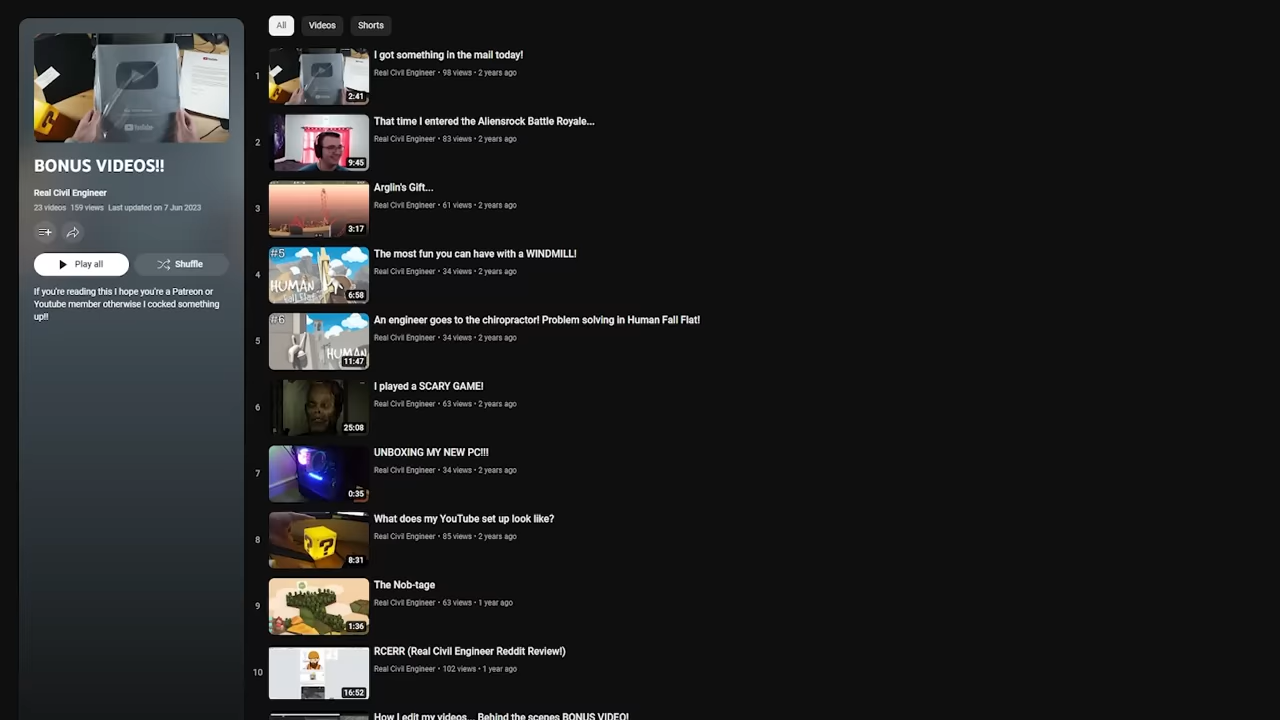 All
Videos
Shorts
BONUS VIDEOS!!
Real Civil Engineer
23 videos 159 views Last updated on 7 Jun 2023
Play all
Shuffle
If you're reading this I hope you're a Patreon or
Youtube member otherwise I cocked something
up!!
1
2:41
I got something in the mail today!
Real Civil Engineer • 98 views • 2 years ago
2
9:45
That time I entered the Aliensrock Battle Royale...
Real Civil Engineer • 83 views • 2 years ago
3
3:17
Arglin's Gift...
Real Civil Engineer • 61 views • 2 years ago
4
#5
HUMAN
Fall Flat
6:58
The most fun you can have with a WINDMILL!
Real Civil Engineer • 34 views • 2 years ago
5
#6
HUMAN
11:47
An engineer goes to the chiropractor! Problem solving in Human Fall Flat!
Real Civil Engineer • 34 views • 2 years ago
6
25:08
I played a SCARY GAME!
Real Civil Engineer • 63 views • 2 years ago
7
0:35
UNBOXING MY NEW PC!!!
Real Civil Engineer • 34 views • 2 years ago
8
?
8:31
What does my YouTube set up look like?
Real Civil Engineer • 85 views • 2 years ago
9
1:36
The Nob-tage
Real Civil Engineer • 63 views • 1 year ago
10
16:52
RCERR (Real Civil Engineer Reddit Review!)
Real Civil Engineer • 102 views • 1 year ago
How I edit my videos... Behind the scenes BONUS VIDEO!